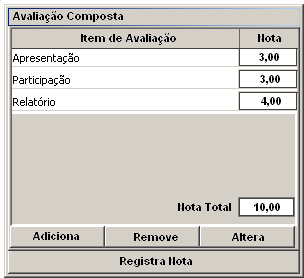 Avaliação Composta
Item de Avaliação Nota
Apresentação 3,00
Participação 3,00
Relatório 4,00
Nota Total 10,00
Adiciona Remove Altera
Registra Nota